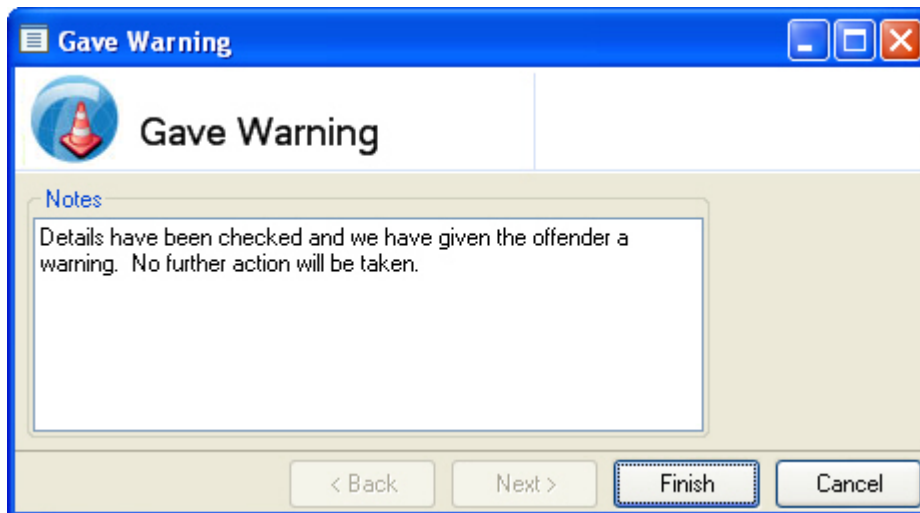 Gave Warning
Gave Warning
Notes
Details have been checked and we have given the offender a
warning.  No further action will be taken.
< Back
Next >
Finish
Cancel